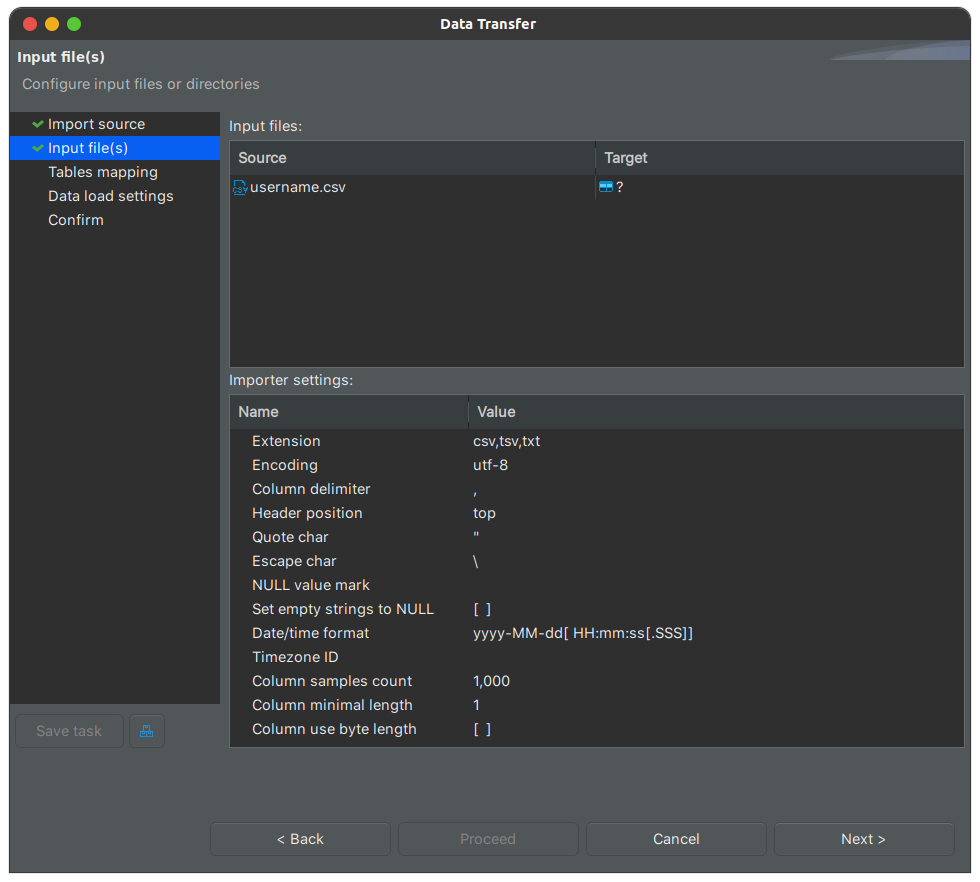 Data Transfer
Input file(s)
Configure input files or directories
Import source
Input file(s)
Tables mapping
Data load settings
Confirm
Input files:
Source Target
username.csv ?
Importer settings:
Name Value
Extension csv,tsv,txt
Encoding utf-8
Column delimiter ,
Header position top
Quote char "
Escape char \
NULL value mark
Set empty strings to NULL [ ]
Date/time format yyyy-MM-dd[ HH:mm:ss[.SSS]]
Timezone ID
Column samples count 1,000
Column minimal length 1
Column use byte length [ ]
Save task
< Back Proceed Cancel Next >